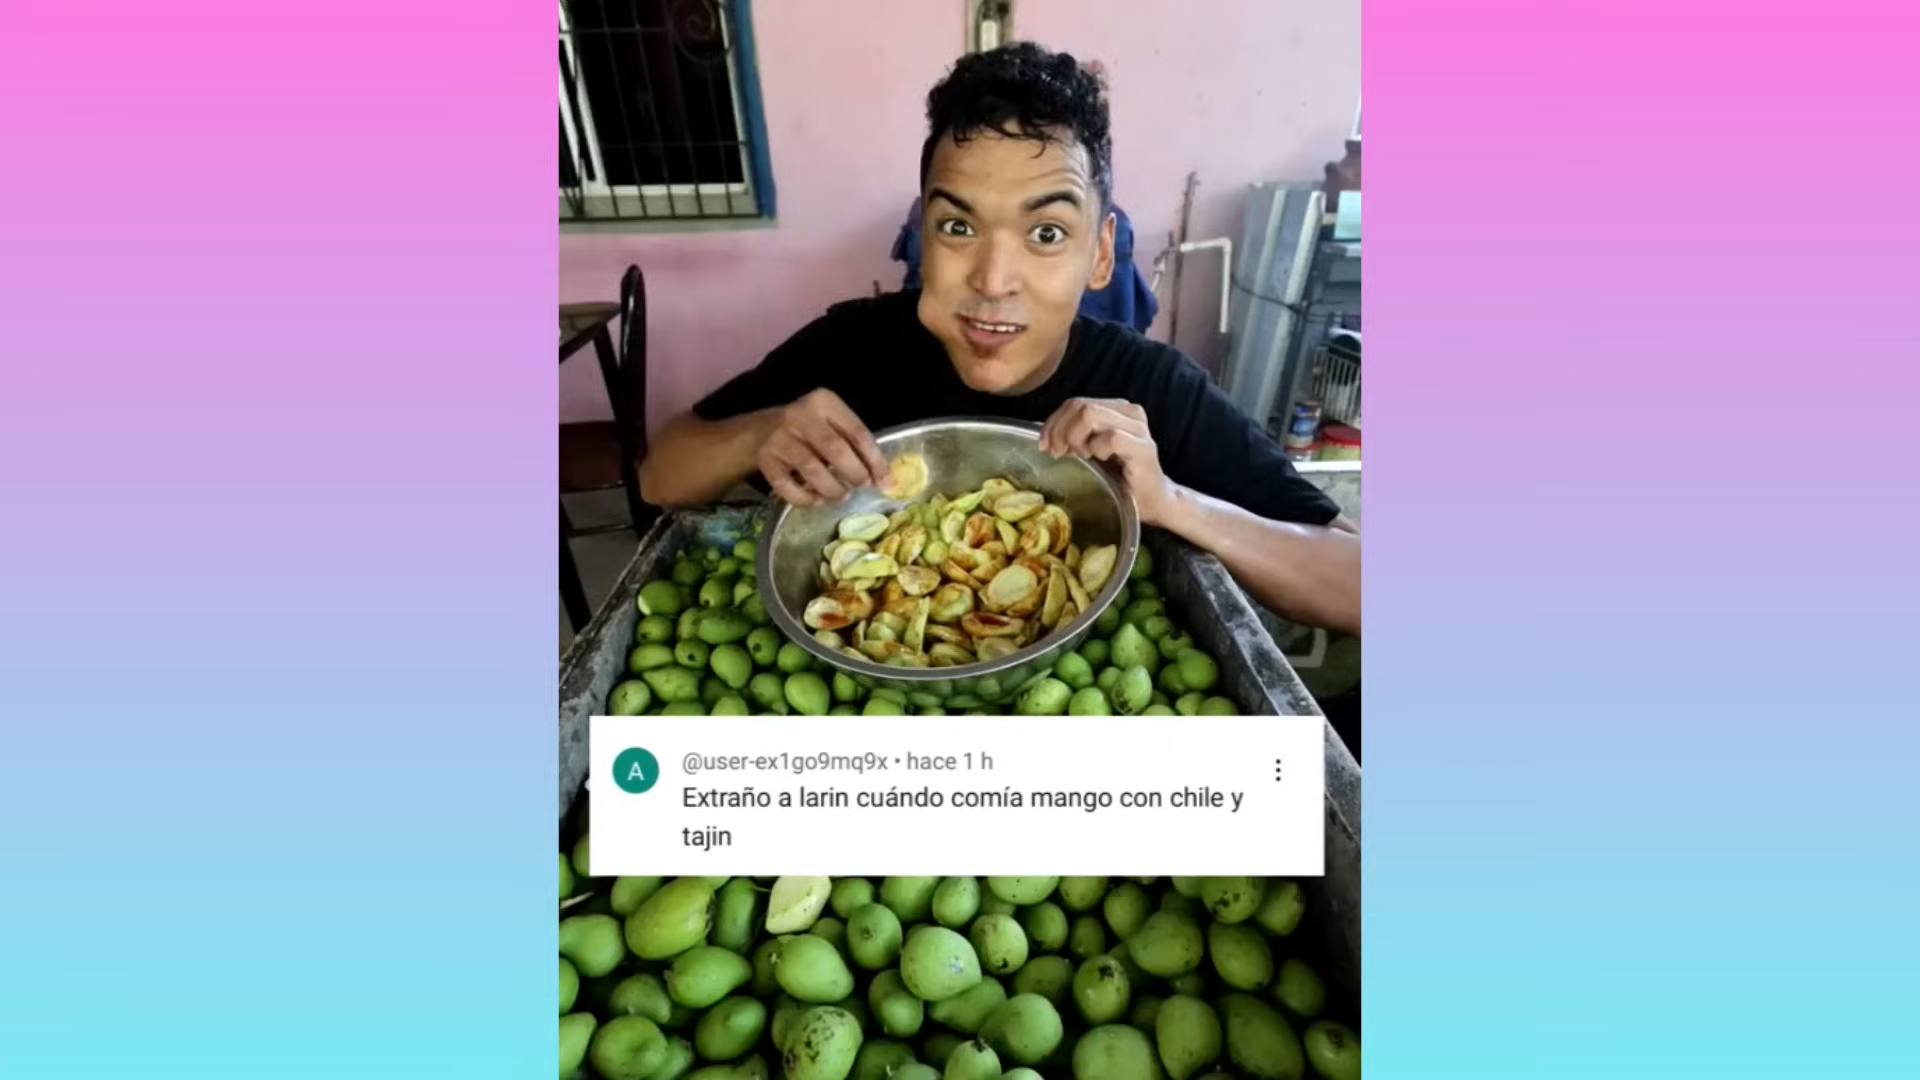 A
@user-ex1go9mq9x • hace 1 h
Extraño a larin cuándo comía mango con chile y
tajin